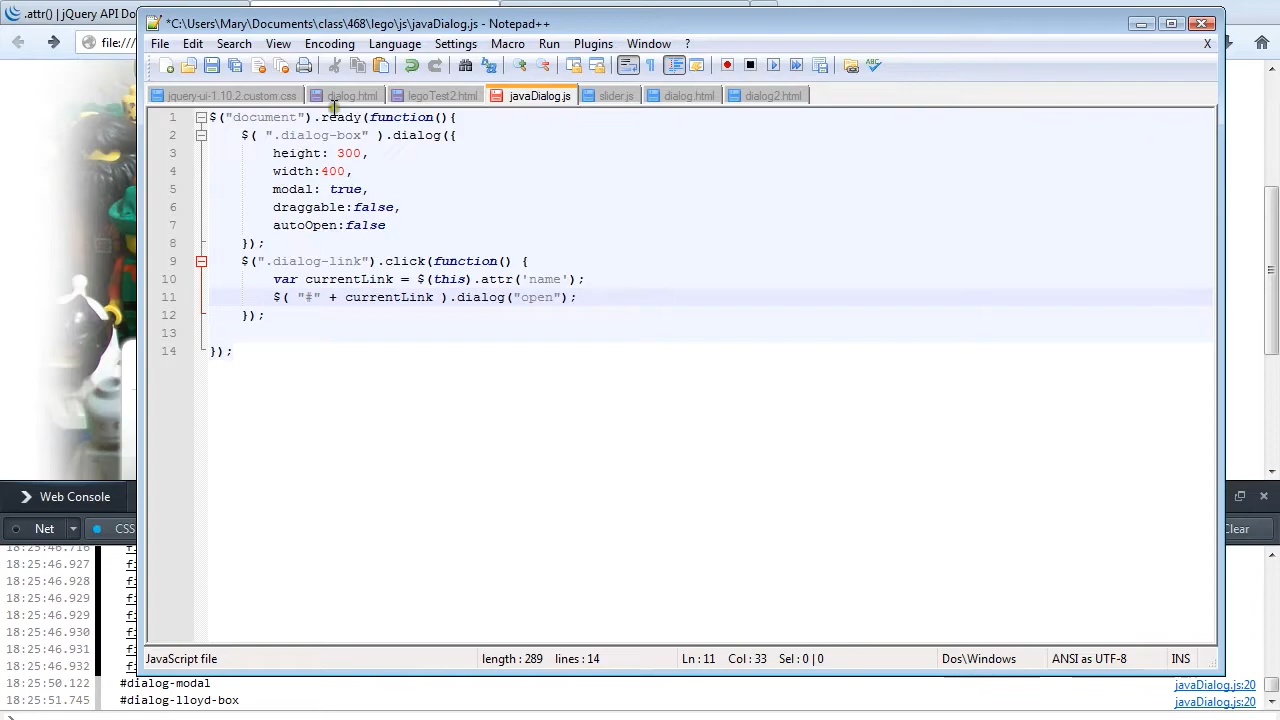 .attr() | jQuery API Do
*C:\Users\Mary\Documents\class\468\lego\js\javaDialog.js - Notepad++
file:///
File Edit Search View Encoding Language Settings Macro Run Plugins Window ? X
jquery-ui-1.10.2.custom.css dialog.html legoTest2.html javaDialog.js slider.js dialog.html dialog2.html
1 $("document").ready(function(){
2 $( ".dialog-box" ).dialog({
3 height: 300,
4 width:400,
5 modal: true,
6 draggable:false,
7 autoOpen:false
8 });
9 $(".dialog-link").click(function() {
10 var currentLink = $(this).attr('name');
11 $( "#" + currentLink ).dialog("open");
12 });
13
14 });
Web Console
Net CSS Clear
18:25:46.716
18:25:46.927
18:25:46.928
18:25:46.929
18:25:46.929
18:25:46.930
18:25:46.931
18:25:46.932
JavaScript file length : 289 lines : 14 Ln : 11 Col : 33 Sel : 0 | 0 Dos\Windows ANSI as UTF-8 INS
18:25:50.122 #dialog-modal javaDialog.js:20
18:25:51.745 #dialog-lloyd-box javaDialog.js:20